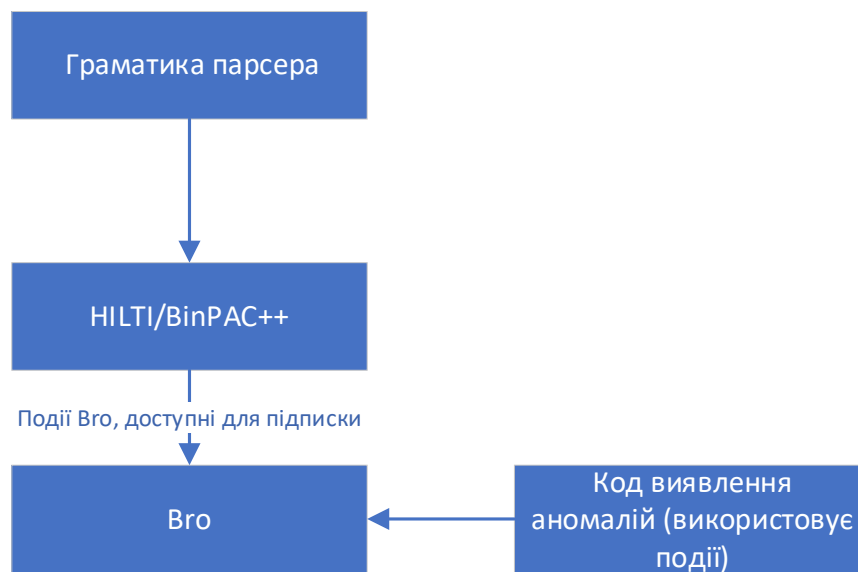 Граматика парсера
HILTI/BinPAC++
Події Bro, доступні для підписки
Bro
Код виявлення
аномалій (використовує
події)